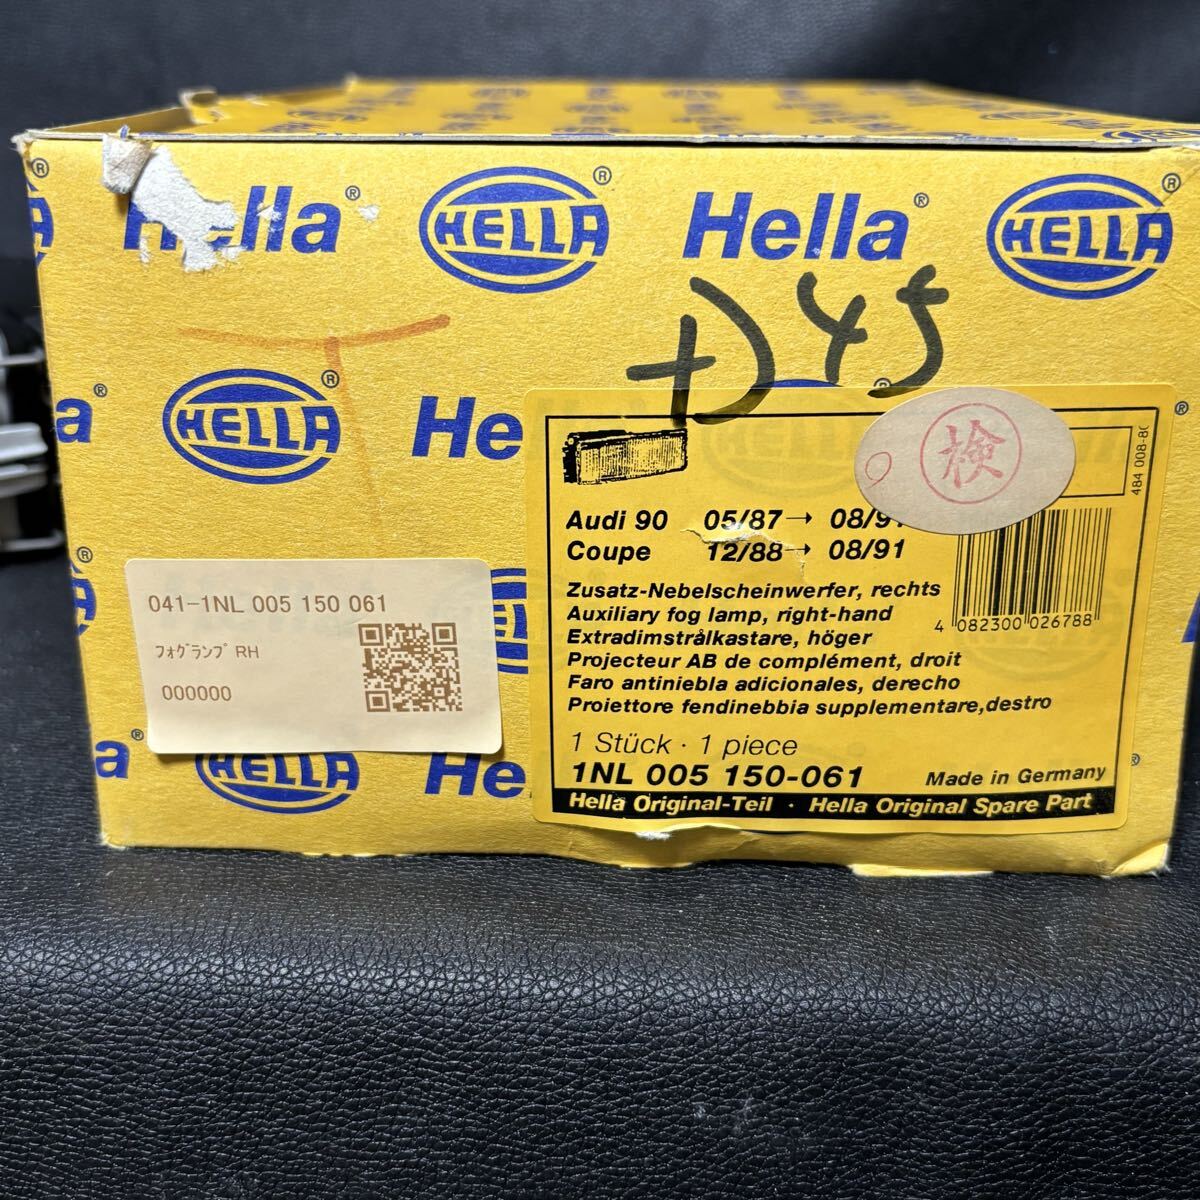 Hella® HELLA® Hella® HELLA®
D45
HELLA® He
a®
484 008-80
検
Audi 90 05/87→ 08/91
Coupe 12/88→ 08/91
Zusatz-Nebelscheinwerfer, rechts
Auxiliary fog lamp, right-hand
Extradimstrålkastare, höger
Projecteur AB de complément, droit
Faro antiniebla adicionales, derecho
Proiettore fendinebbia supplementare,destro
4 082300 026788
1 Stück · 1 piece
1NL 005 150-061 Made in Germany
Hella Original-Teil · Hella Original Spare Part
041-1NL 005 150 061
ﾌｫｸﾞﾗﾝﾌﾟ RH
000000
a® HELLA® He